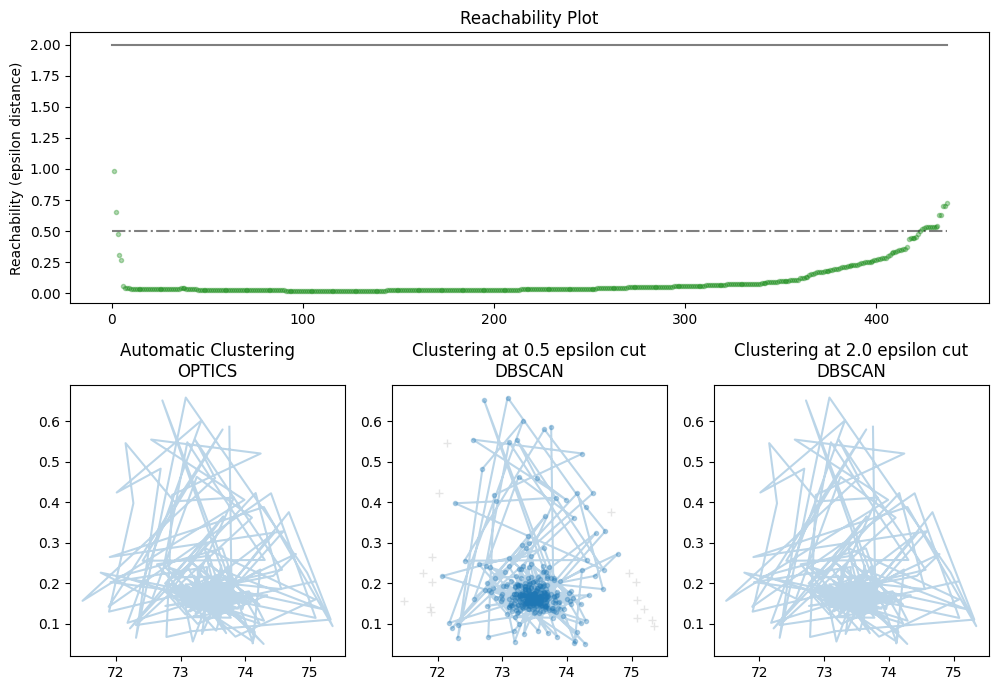 Reachability Plot
Reachability (epsilon distance)
2.00
1.75
1.50
1.25
1.00
0.75
0.50
0.25
0.00
0 100 200 300 400
Automatic Clustering
OPTICS
0.6
0.5
0.4
0.3
0.2
0.1
72 73 74 75
Clustering at 0.5 epsilon cut
DBSCAN
0.6
0.5
0.4
0.3
0.2
0.1
72 73 74 75
Clustering at 2.0 epsilon cut
DBSCAN
0.6
0.5
0.4
0.3
0.2
0.1
72 73 74 75